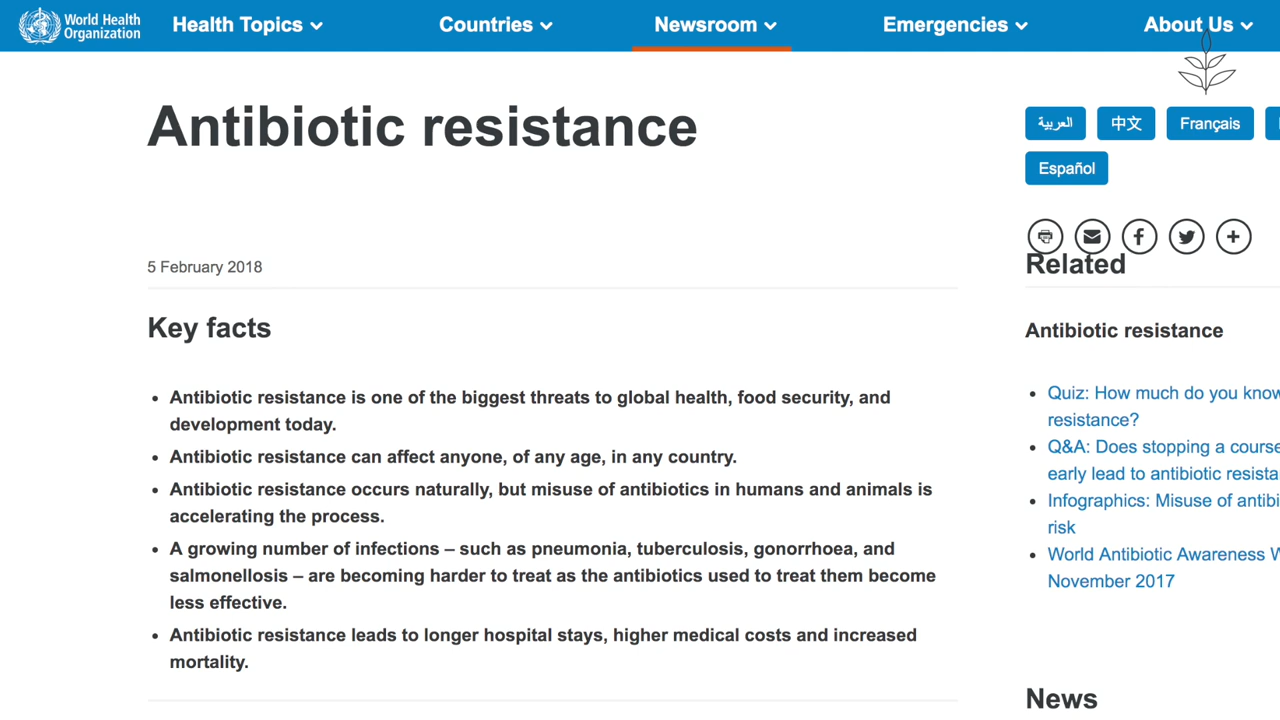 World Health
Organization
Health Topics
Countries
Newsroom
Emergencies
About Us
Antibiotic resistance
العربية
中文
Français
Español
5 February 2018
Key facts
• Antibiotic resistance is one of the biggest threats to global health, food security, and
development today.
• Antibiotic resistance can affect anyone, of any age, in any country.
• Antibiotic resistance occurs naturally, but misuse of antibiotics in humans and animals is
accelerating the process.
• A growing number of infections – such as pneumonia, tuberculosis, gonorrhoea, and
salmonellosis – are becoming harder to treat as the antibiotics used to treat them become
less effective.
• Antibiotic resistance leads to longer hospital stays, higher medical costs and increased
mortality.
Related
Antibiotic resistance
• Quiz: How much do you know
resistance?
• Q&A: Does stopping a course
early lead to antibiotic resista
• Infographics: Misuse of antibi
risk
• World Antibiotic Awareness W
November 2017
News